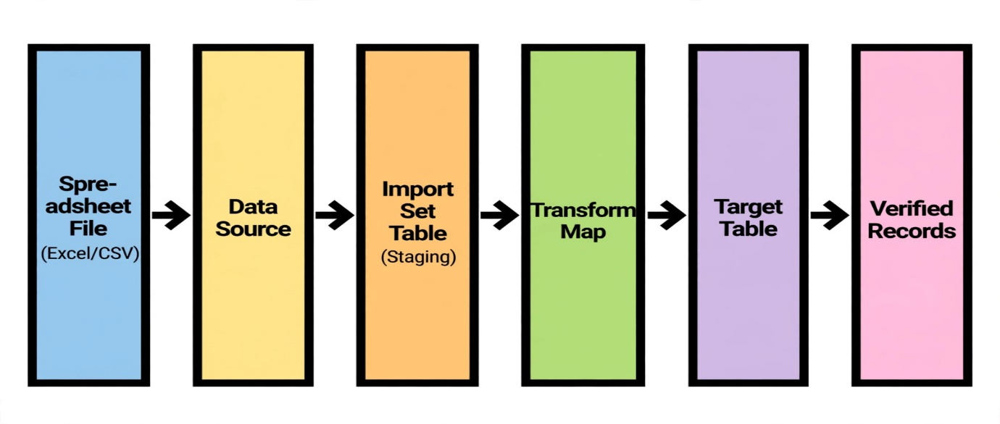 Spre-
adsheet
File
(Excel/CSV)
Data
Source
Import
Set
Table
(Staging)
Transform
Map
Target
Table
Verified
Records